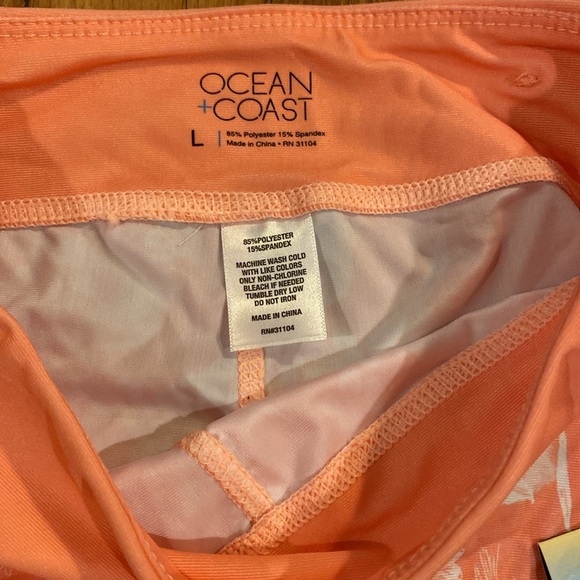 OCEAN
+COAST
L | 85% Polyester 15% Spandex
Made in China • RN 31104
85%POLYESTER
15%SPANDEX
MACHINE WASH COLD
WITH LIKE COLORS
ONLY NON-CHLORINE
BLEACH IF NEEDED
TUMBLE DRY LOW
DO NOT IRON
MADE IN CHINA
RN#31104